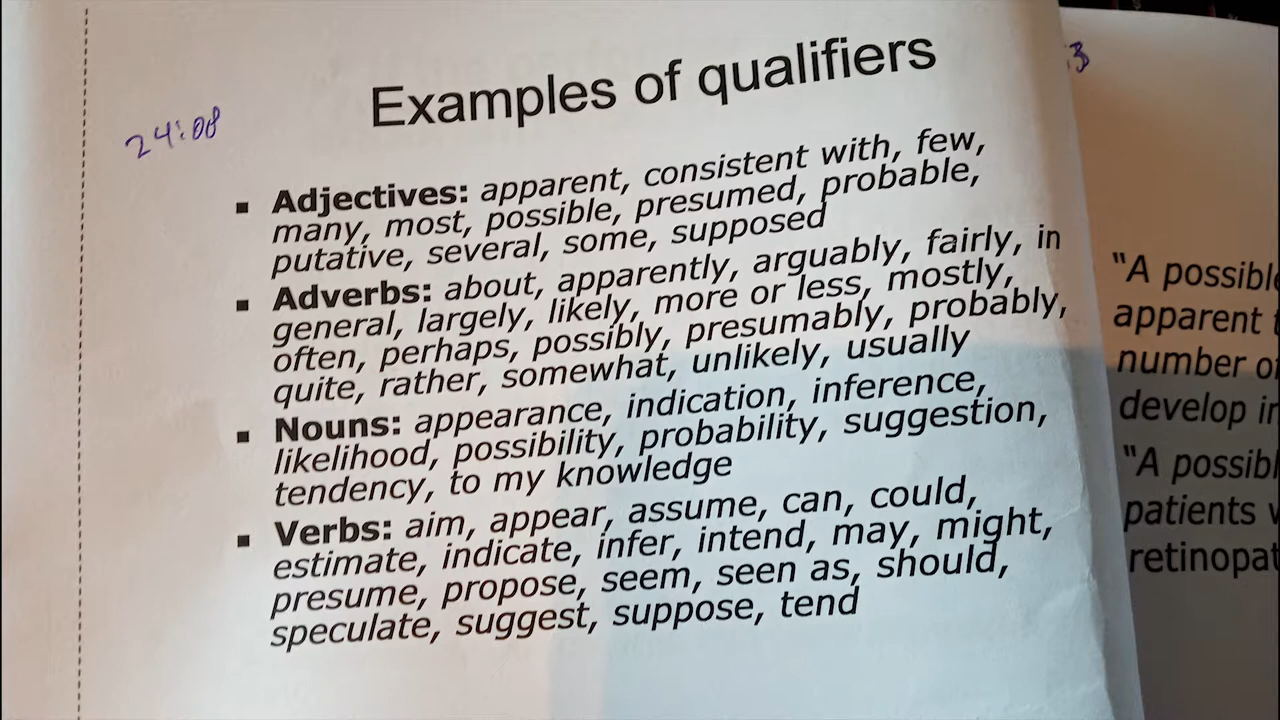 Examples of qualifiers
24:08
▪ Adjectives: apparent, consistent with, few,
many, most, possible, presumed, probable,
putative, several, some, supposed
▪ Adverbs: about, apparently, arguably, fairly, in
general, largely, likely, more or less, mostly,
often, perhaps, possibly, presumably, probably,
quite, rather, somewhat, unlikely, usually
▪ Nouns: appearance, indication, inference,
likelihood, possibility, probability, suggestion,
tendency, to my knowledge
▪ Verbs: aim, appear, assume, can, could,
estimate, indicate, infer, intend, may, might,
presume, propose, seem, seen as, should,
speculate, suggest, suppose, tend
"A possible
apparent
number
develop
"A
patients